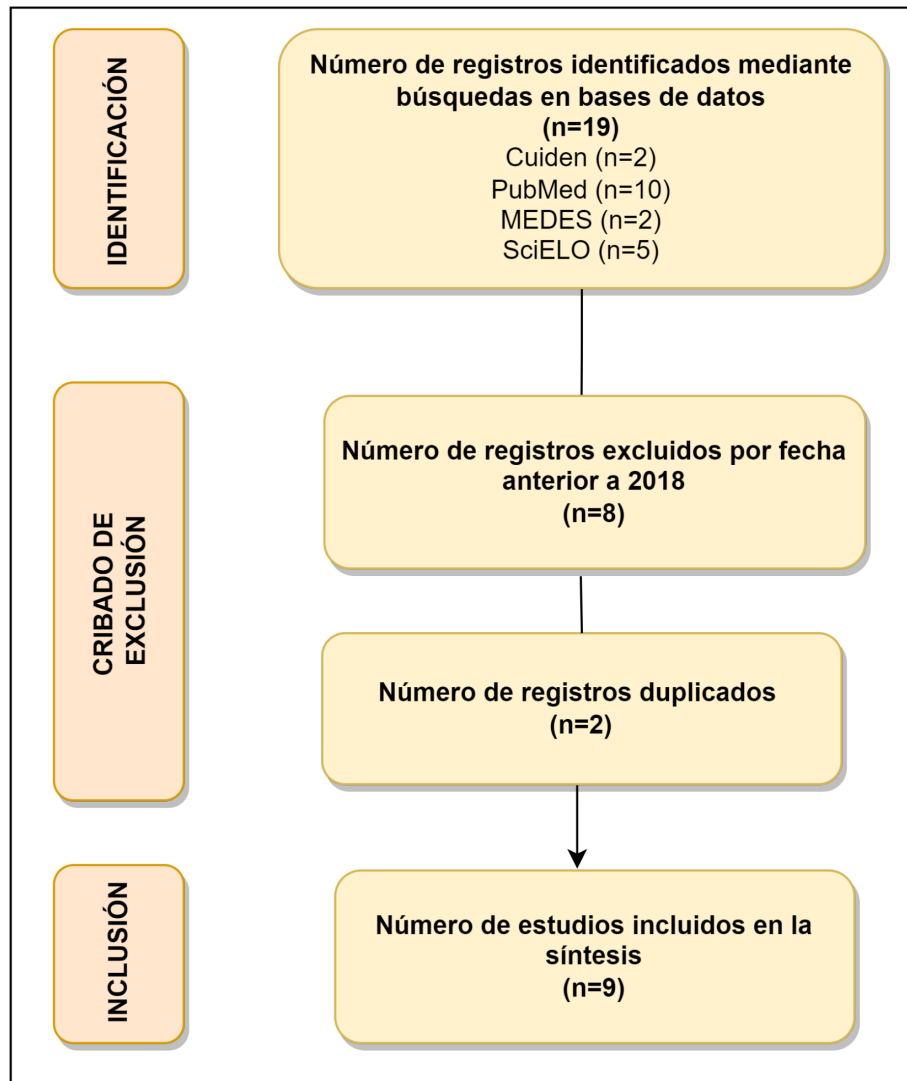 IDENTIFICACIÓN
Número de registros identificados mediante
búsquedas en bases de datos
(n=19)
Cuiden (n=2)
PubMed (n=10)
MEDES (n=2)
SciELO (n=5)
CRIBADO DE
EXCLUSIÓN
Número de registros excluidos por fecha
anterior a 2018
(n=8)
Número de registros duplicados
(n=2)
INCLUSIÓN
Número de estudios incluidos en la
síntesis
(n=9)